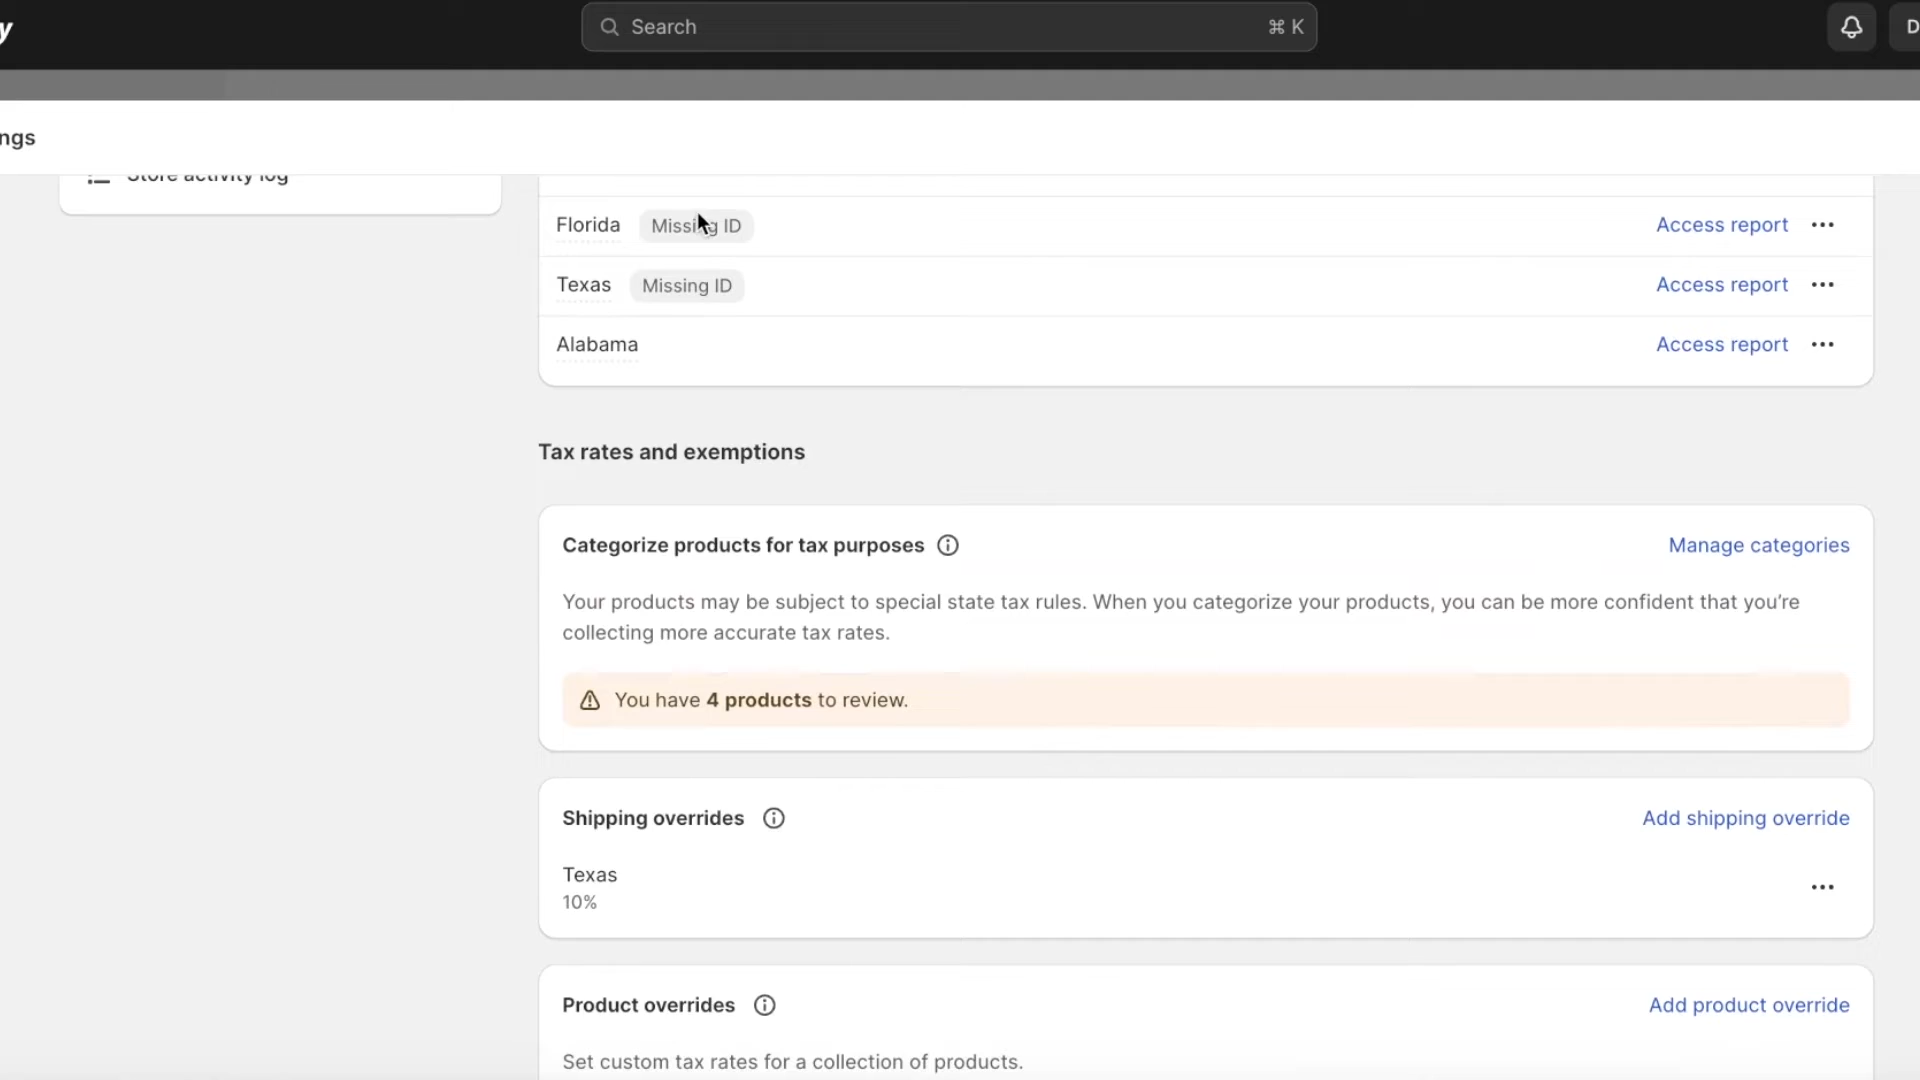 y
Search
⌘ K
D
ngs
Store activity log
Florida
Missing ID
Access report
Texas
Missing ID
Access report
Alabama
Access report
Tax rates and exemptions
Categorize products for tax purposes
Manage categories
Your products may be subject to special state tax rules. When you categorize your products, you can be more confident that you’re
collecting more accurate tax rates.
You have 4 products to review.
Shipping overrides
Add shipping override
Texas
10%
Product overrides
Add product override
Set custom tax rates for a collection of products.